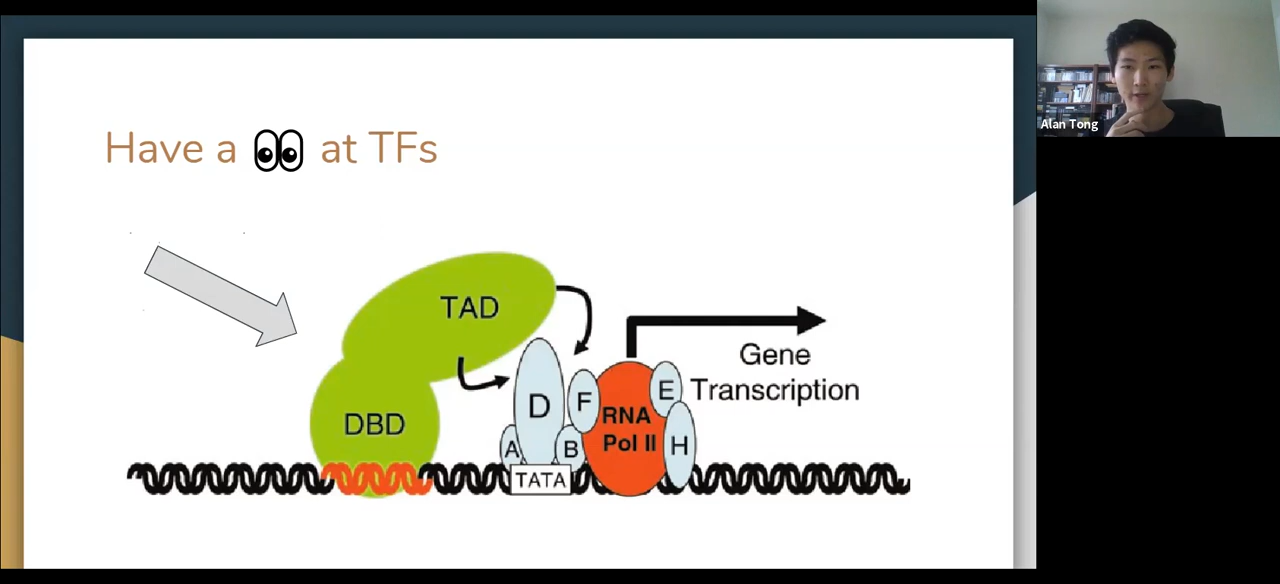 Alan Tong
Have a 👀 at TFs
TAD
DBD
D
F
E
A
B
H
RNA
Pol II
TATA
Gene
Transcription